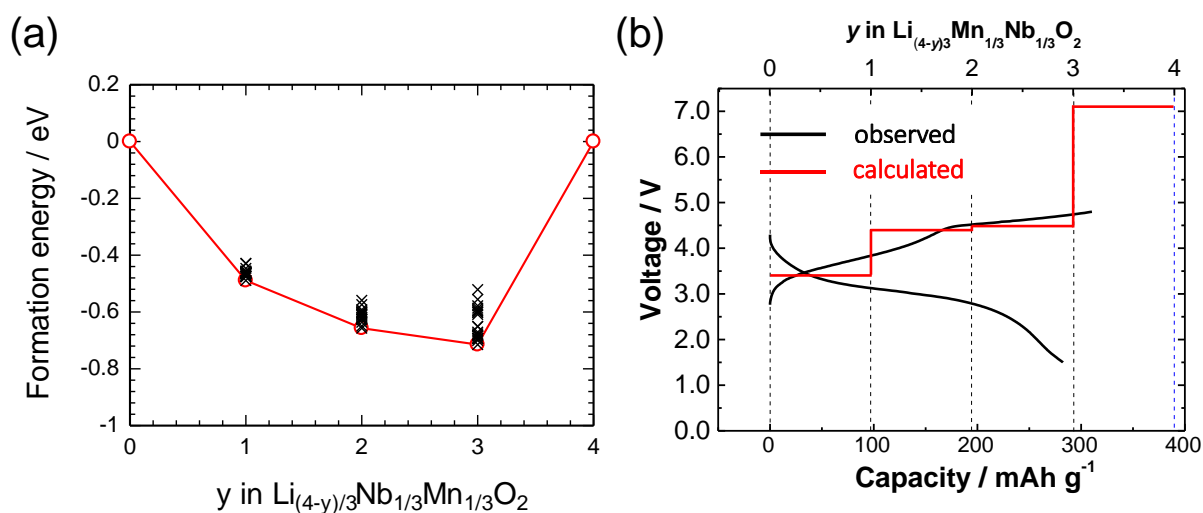 (a)
Formation energy / eV
0.2
0
-0.2
-0.4
-0.6
-0.8
-1
0 1 2 3 4
y in Li(4-y)/3Nb1/3Mn1/3O2
(b)
y in Li(4-y)3Mn1/3Nb1/3O2
0 1 2 3 4
Voltage / V
7.0
6.0
5.0
4.0
3.0
2.0
1.0
0.0
observed
calculated
0 100 200 300 400
Capacity / mAh g-1